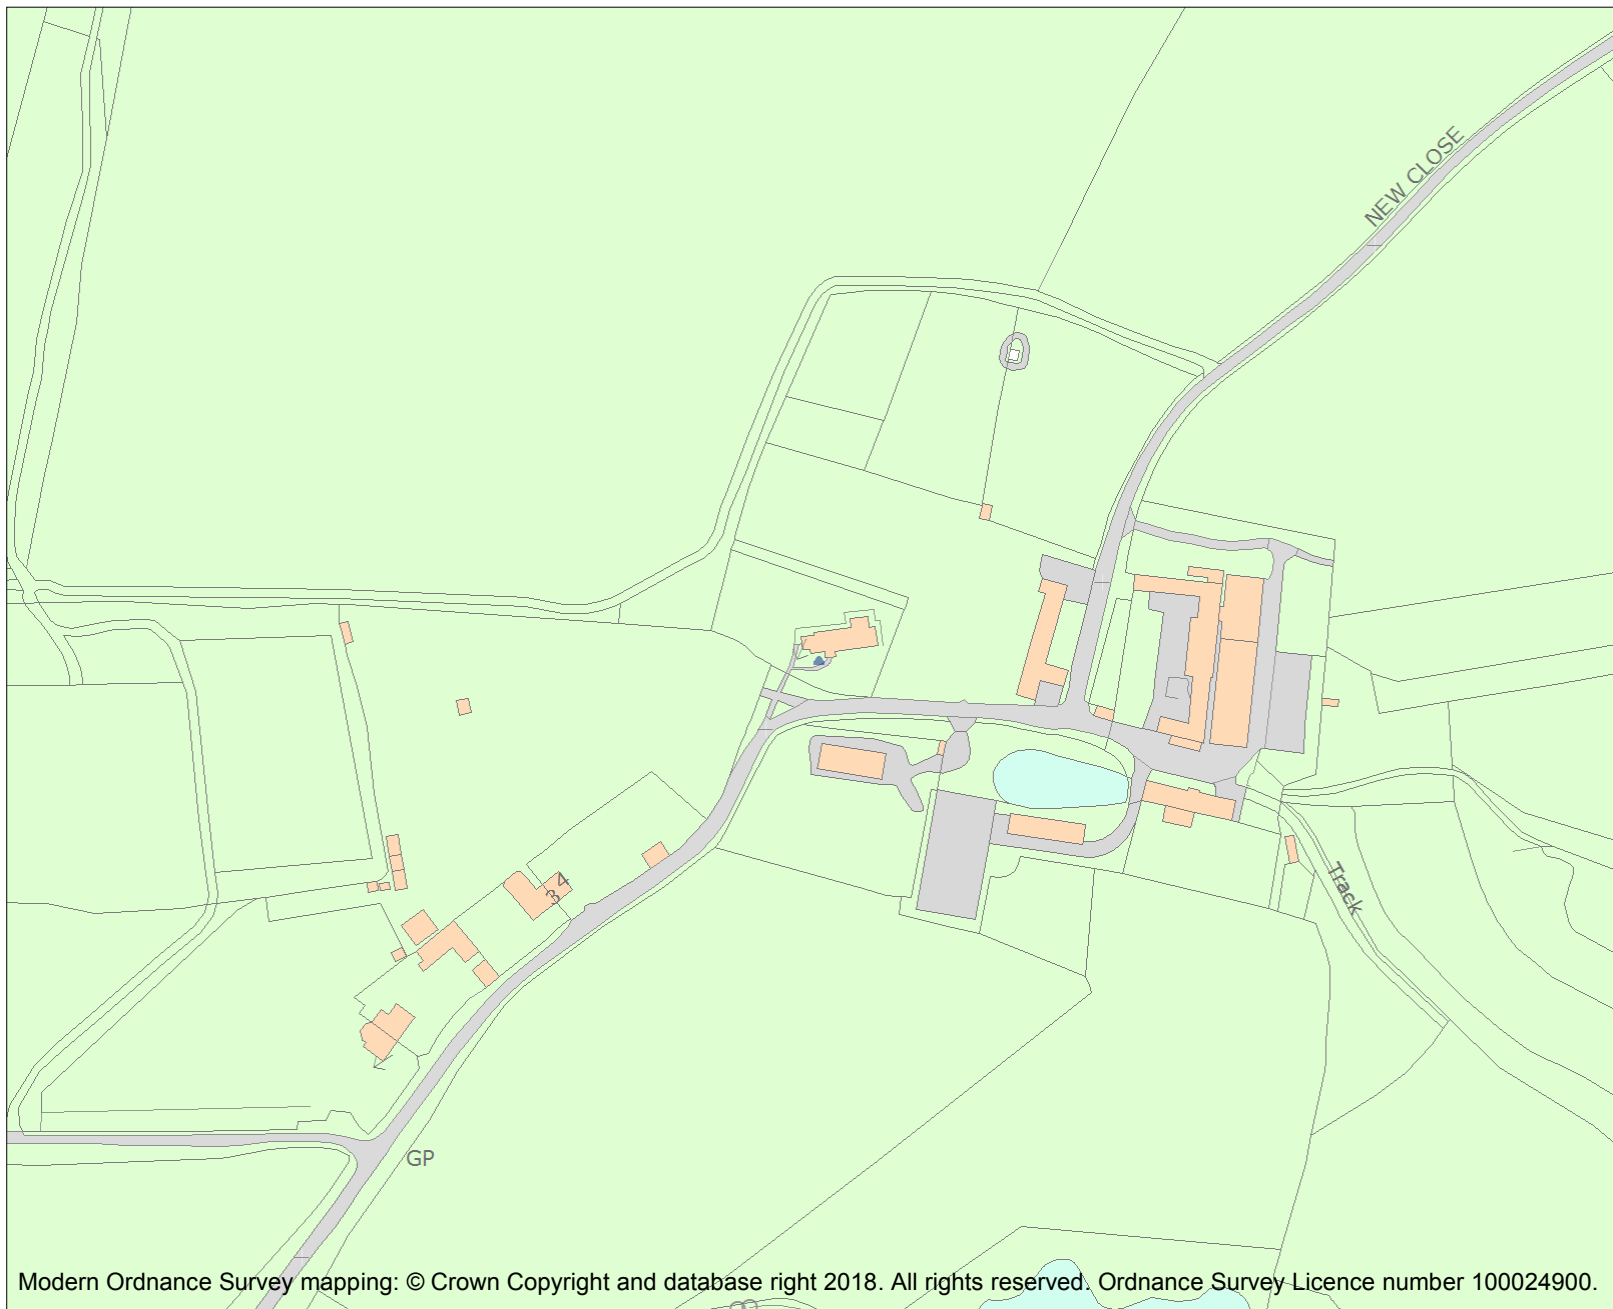 NEW CLOSE
4
3
Track
GP
Modern Ordnance Survey mapping: © Crown Copyright and database right 2018. All rights reserved. Ordnance Survey Licence number 100024900.